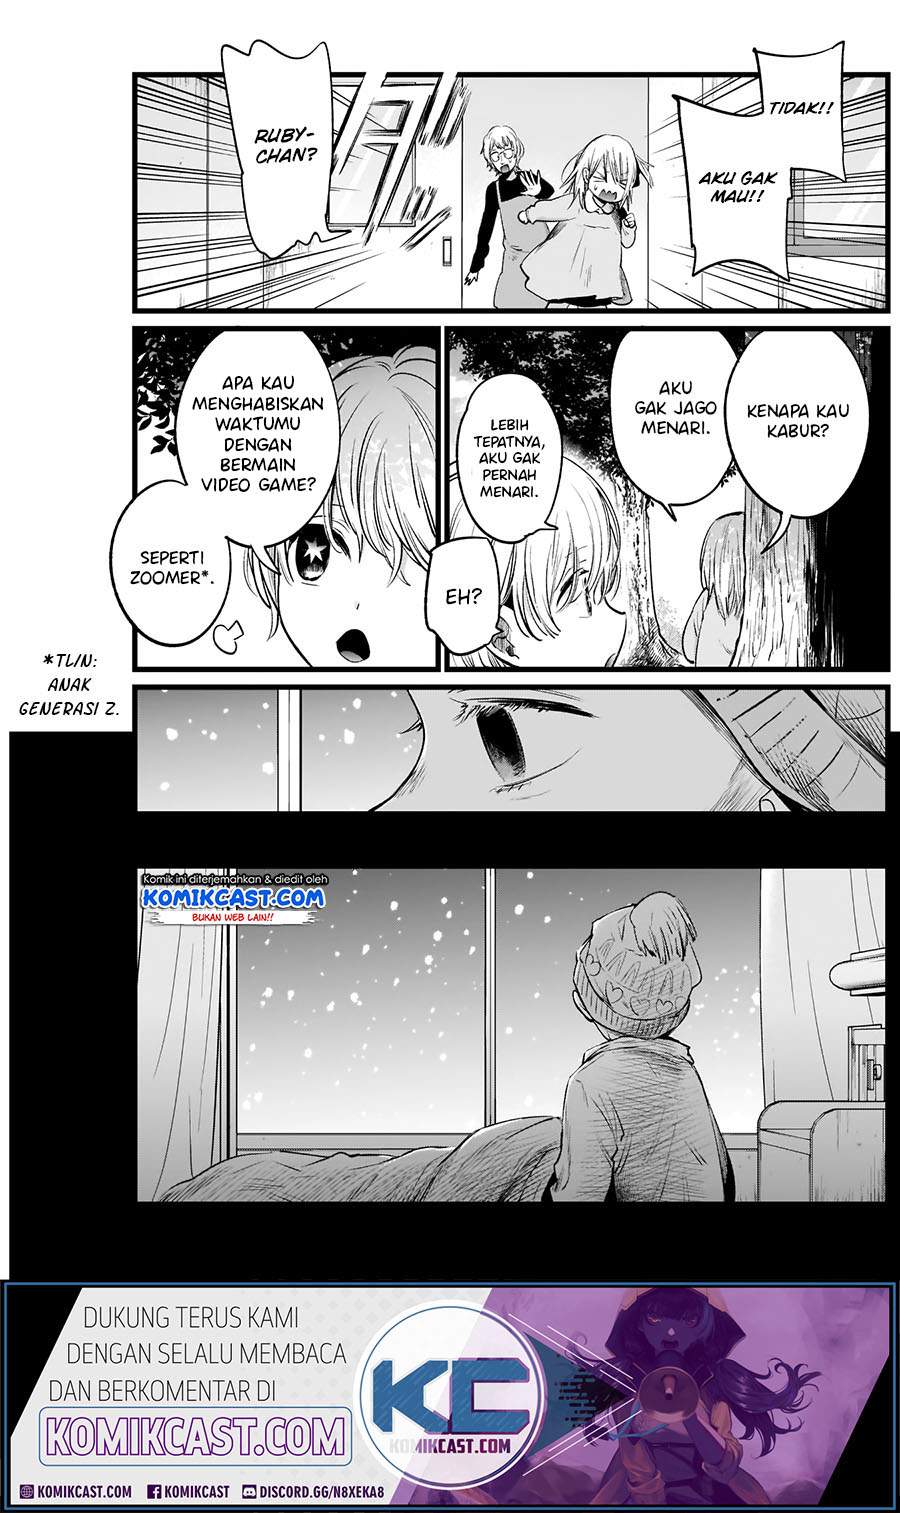 TIDAK!!
AKU GAK
MAU!!
RUBY-
CHAN?
KENAPA KAU
KABUR?
AKU
GAK JAGO
MENARI.
LEBIH
TEPATNYA,
AKU GAK
PERNAH
MENARI.
EH?
APA KAU
MENGHABISKAN
WAKTUMU
DENGAN
BERMAIN
VIDEO GAME?
SEPERTI
ZOOMER*.
*TL/N:
ANAK
GENERASI Z.
Komik ini diterjemahkan & diedit oleh
KOMIKCAST.COM
BUKAN WEB LAIN!!
DUKUNG TERUS KAMI
DENGAN SELALU MEMBACA
DAN BERKOMENTAR DI
KOMIKCAST.COM
KC
KOMIKCAST.COM
KOMIKCAST.COM KOMIKCAST DISCORD.GG/N8XEKA8